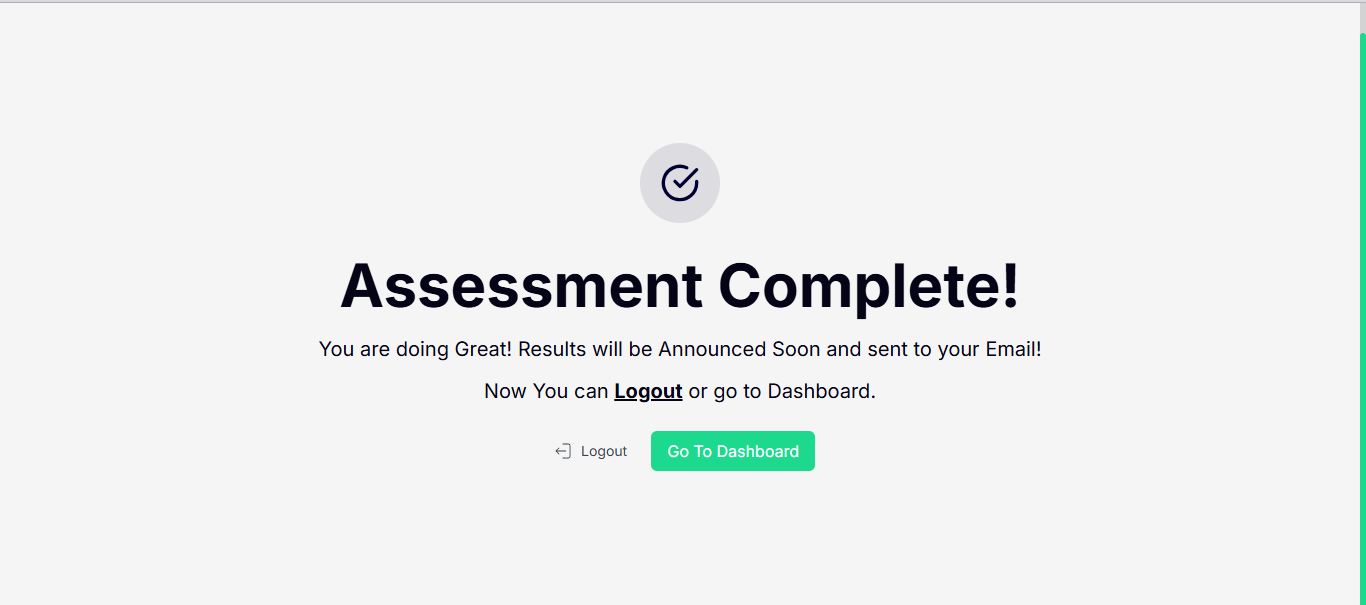 Assessment Complete!
You are doing Great! Results will be Announced Soon and sent to your Email!
Now You can Logout or go to Dashboard.
Logout
Go To Dashboard